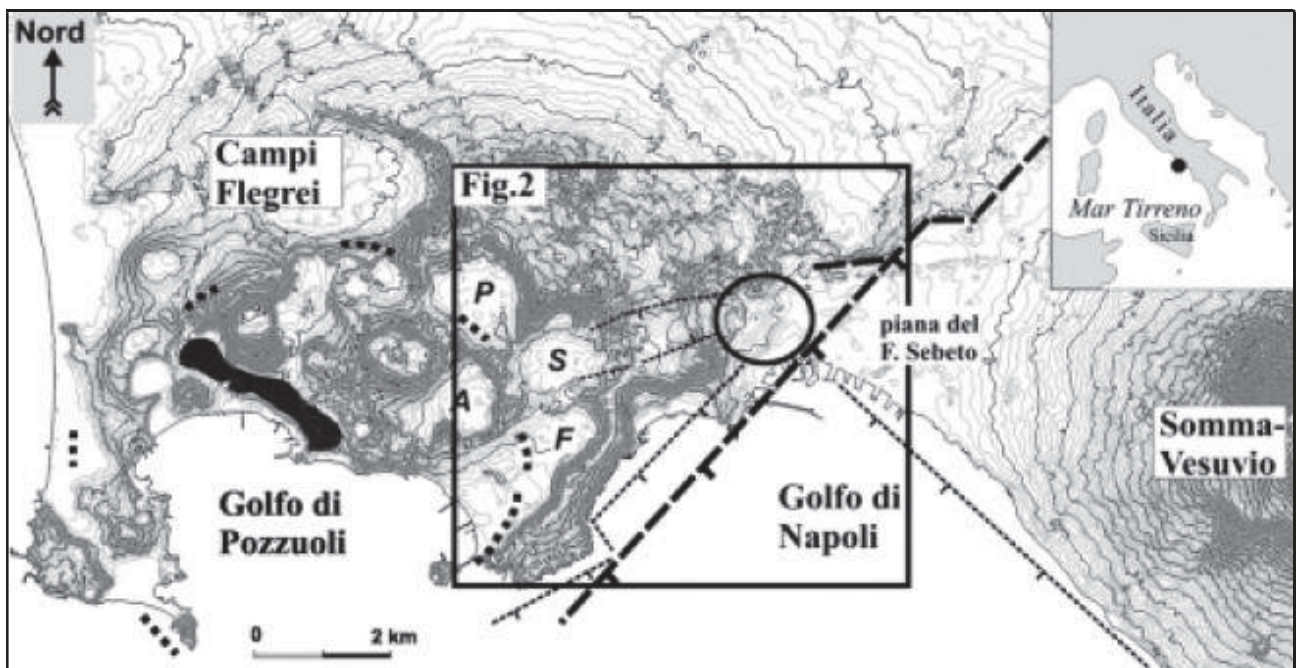 Nord
Campi
Flegrei
Fig.2
P
S
A
F
piana del
F. Sebeto
Golfo di
Pozzuoli
Golfo di
Napoli
Somma-
Vesuvio
Italia
Mar Tirreno
Sicilia
0 2 km